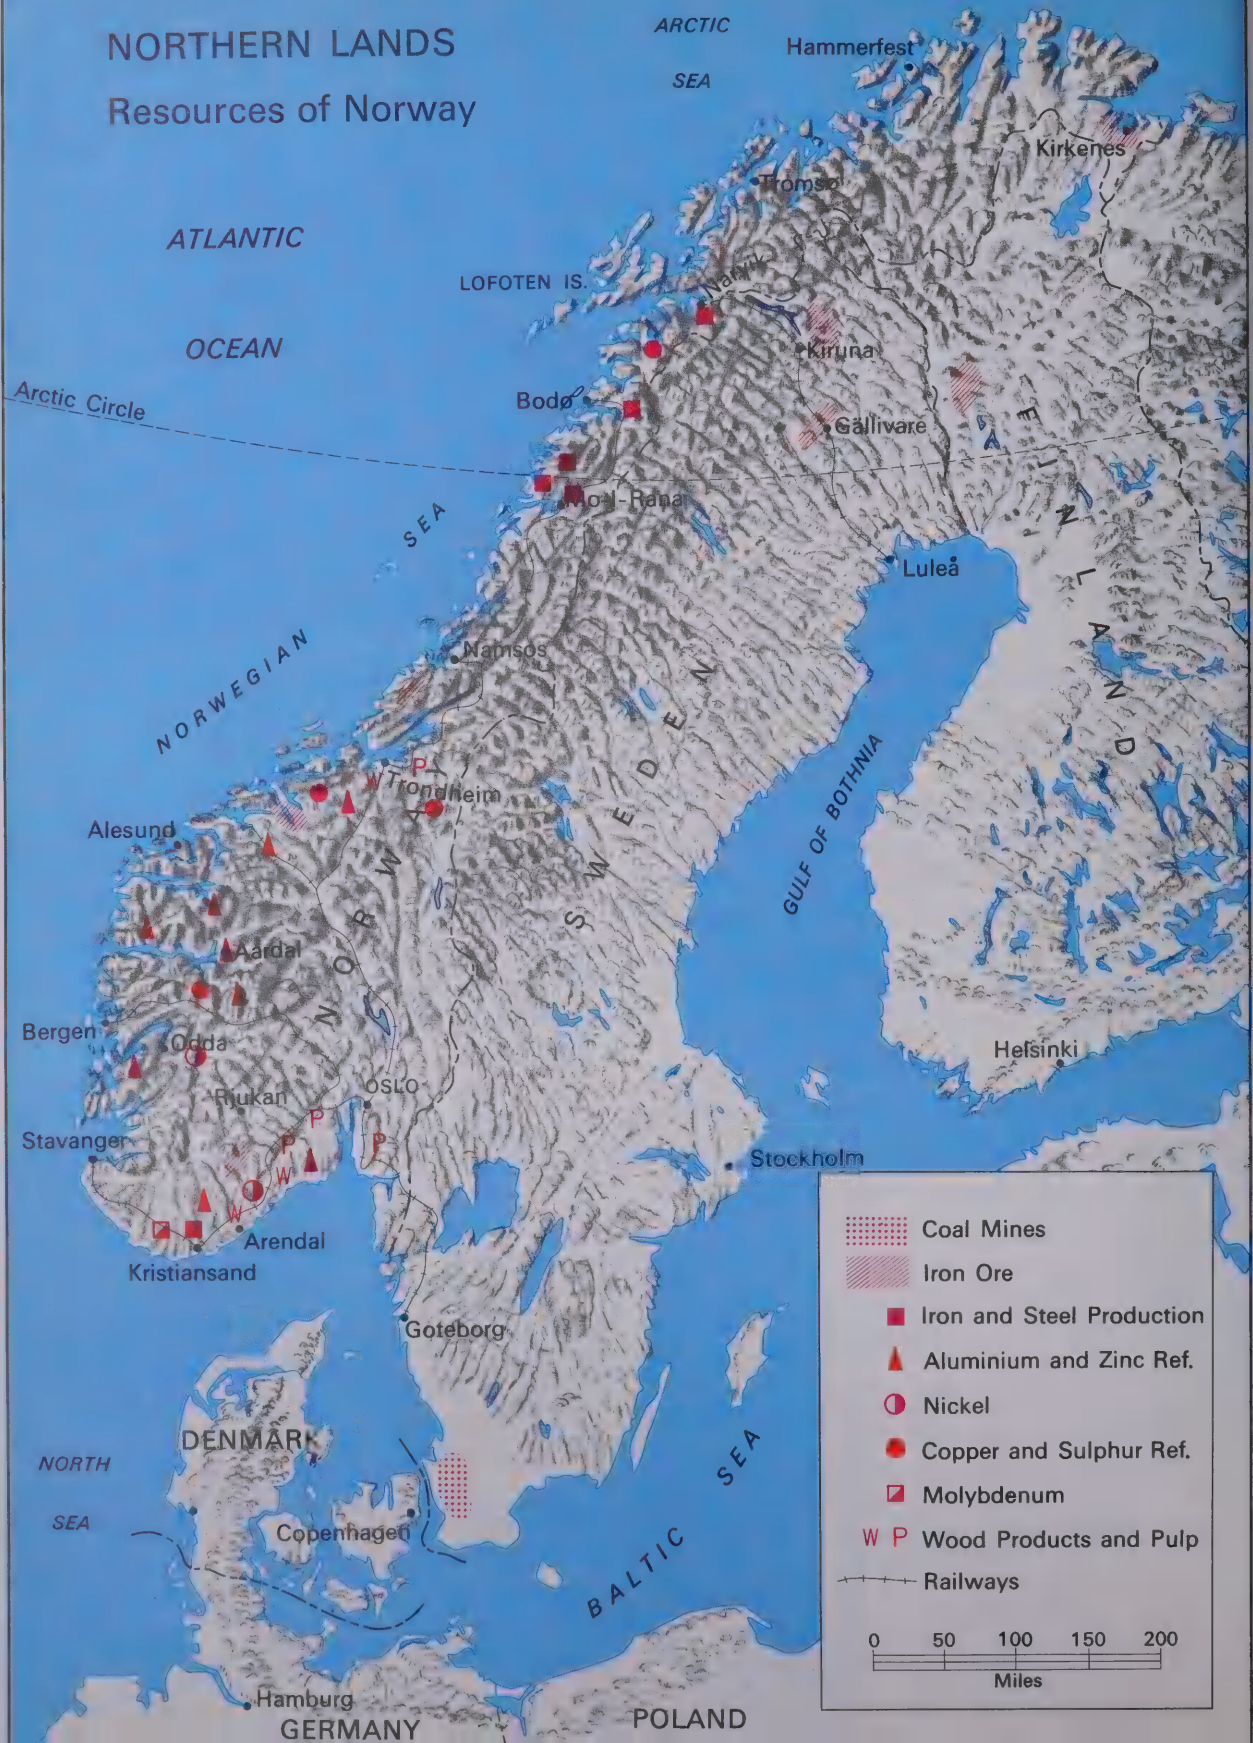 NORTHERN LANDS
Resources of Norway
ARCTIC
SEA
Hammerfest
Kirkenes
Tromsø
ATLANTIC
OCEAN
LOFOTEN IS.
Narvik
Kiruna
Arctic Circle
Bodø
Gällivare
Mo-I-Rana
FINLAND
Luleå
NORWEGIAN
SEA
Namsos
SWEDEN
GULF OF BOTHNIA
W
P
Trondheim
Alesund
NORWAY
Aardal
Bergen
Odda
Helsinki
Rjukan
OSLO
P
P
P
Stavanger
W
W
Stockholm
Arendal
Kristiansand
Goteborg
DENMARK
NORTH
SEA
Copenhagen
BALTIC
SEA
Hamburg
GERMANY
POLAND
Coal Mines
Iron Ore
Iron and Steel Production
Aluminium and Zinc Ref.
Nickel
Copper and Sulphur Ref.
Molybdenum
W P Wood Products and Pulp
Railways
0 50 100 150 200
Miles